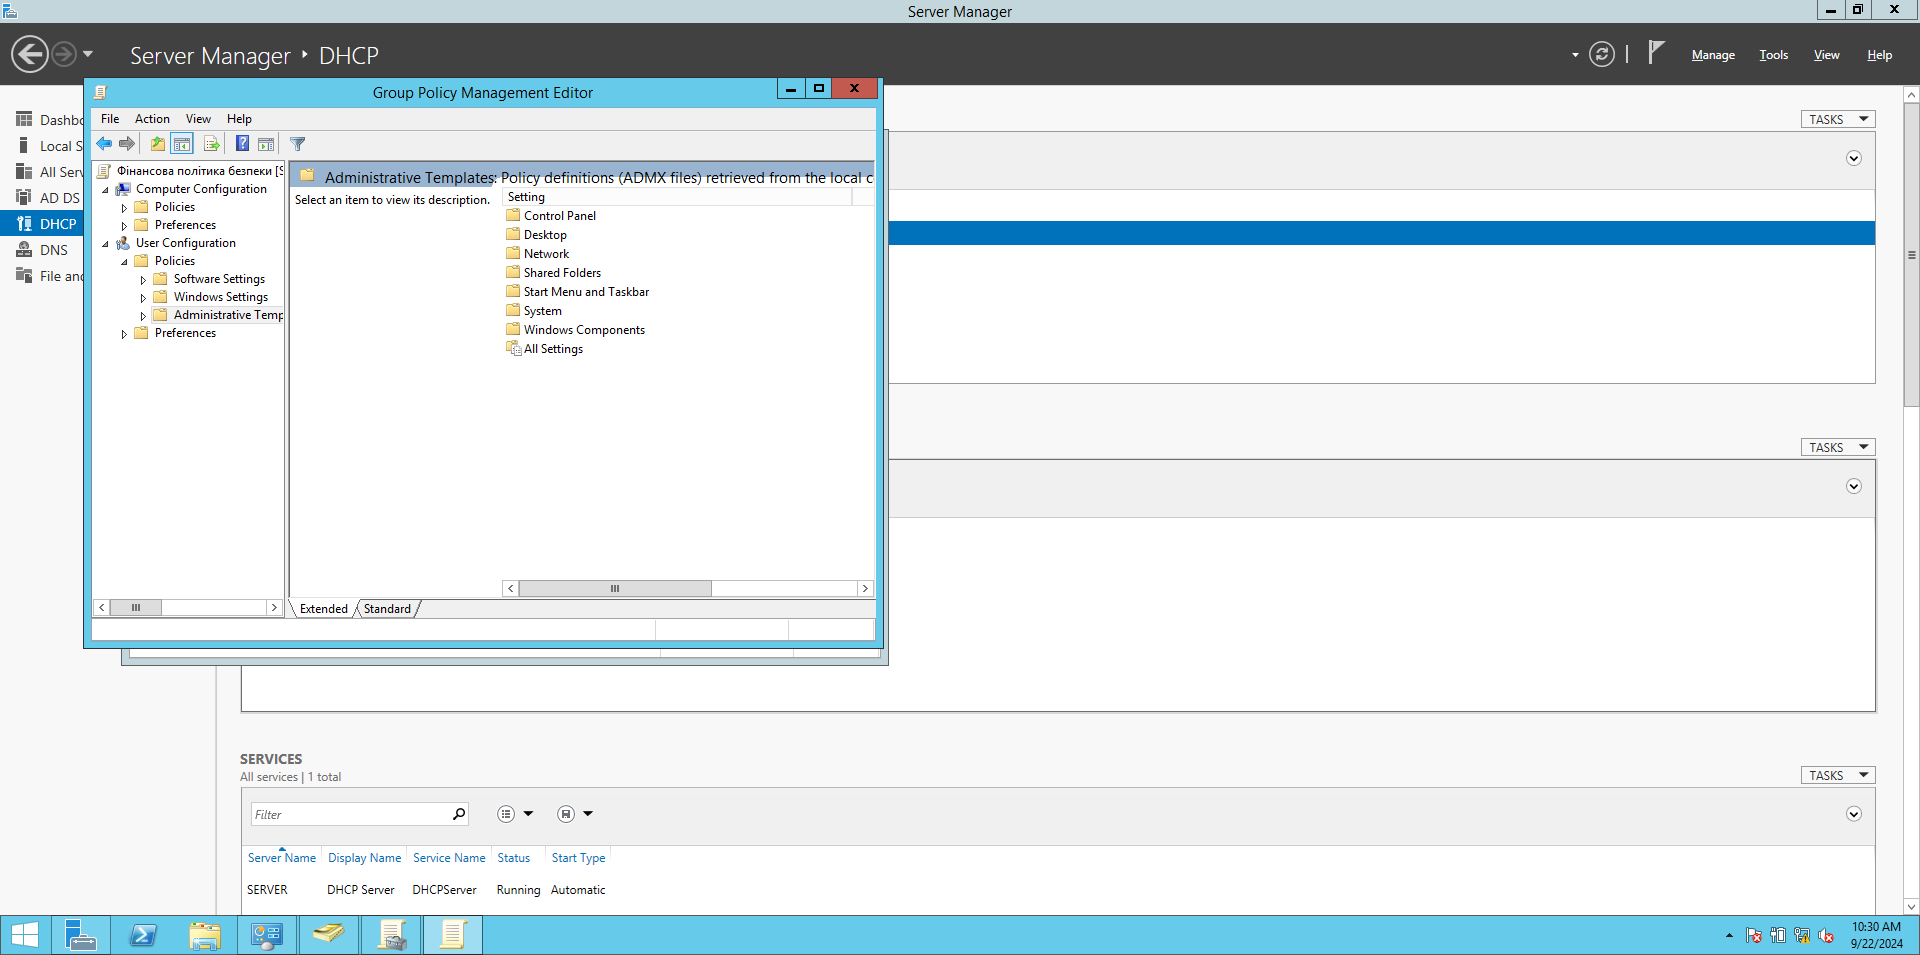 Server Manager
Server Manager ‣ DHCP
Manage
Tools
View
Help
Local S
All Ser
AD DS
DHCP
DNS
File and
Group Policy Management Editor
File
Action
View
Help
Фінансова політика безпеки [S
Computer Configuration
Policies
Preferences
User Configuration
Policies
Software Settings
Windows Settings
Administrative Temp
Preferences
Administrative Templates: Policy definitions (ADMX files) retrieved from the local c
Select an item to view its description.
Setting
Control Panel
Desktop
Network
Shared Folders
Start Menu and Taskbar
System
Windows Components
All Settings
Extended
Standard
TASKS
TASKS
SERVICES
All services | 1 total
TASKS
Filter
Server Name
Display Name
Service Name
Status
Start Type
SERVER
DHCP Server
DHCPServer
Running
Automatic
10:30 AM
9/22/2024